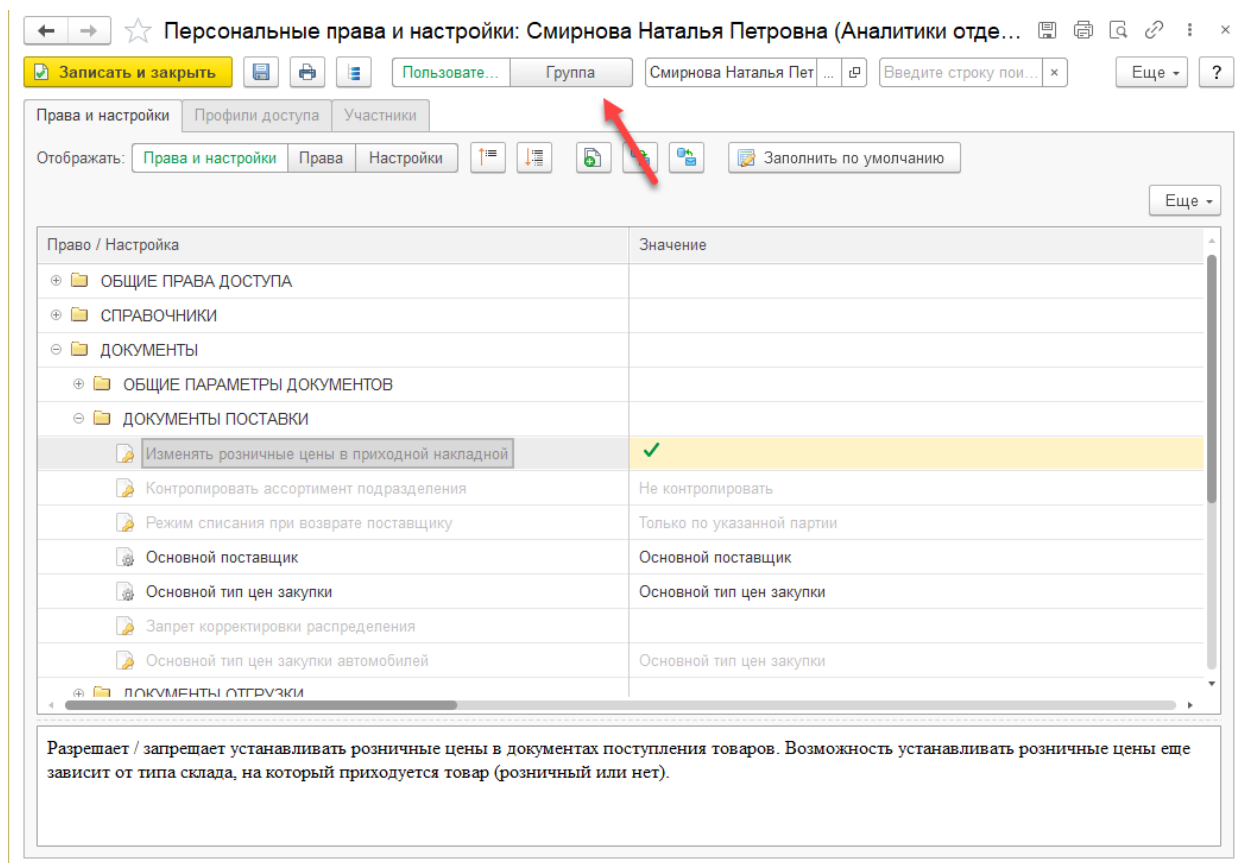 Персональные права и настройки: Смирнова Наталья Петровна (Аналитики отде...
Записать и закрыть Пользовате... Группа Смирнова Наталья Пет ... Введите строку пои... × Еще ?
Права и настройки Профили доступа Участники
Отображать: Права и настройки Права Настройки Заполнить по умолчанию
Еще
Право / Настройка Значение
ОБЩИЕ ПРАВА ДОСТУПА
СПРАВОЧНИКИ
ДОКУМЕНТЫ
ОБЩИЕ ПАРАМЕТРЫ ДОКУМЕНТОВ
ДОКУМЕНТЫ ПОСТАВКИ
Изменять розничные цены в приходной накладной
Контролировать ассортимент подразделения Не контролировать
Режим списания при возврате поставщику Только по указанной партии
Основной поставщик Основной поставщик
Основной тип цен закупки Основной тип цен закупки
Запрет корректировки распределения
Основной тип цен закупки автомобилей Основной тип цен закупки
ДОКУМЕНТЫ ОТГРУЗКИ
Разрешает / запрещает устанавливать розничные цены в документах поступления товаров. Возможность устанавливать розничные цены еще
зависит от типа склада, на который приходуется товар (розничный или нет).